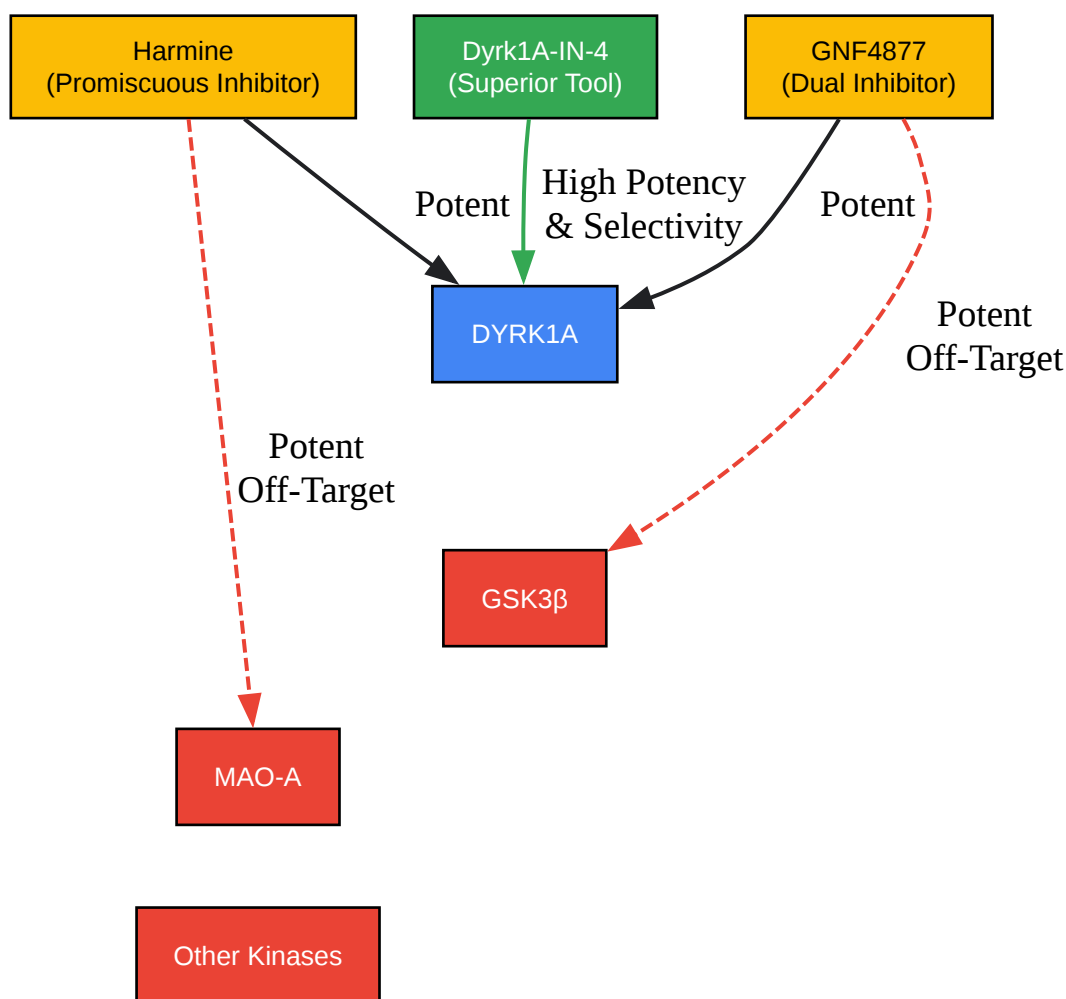 Harmine
(Promiscuous Inhibitor)
Dyrk1A-IN-4
(Superior Tool)
GNF4877
(Dual Inhibitor)
Potent
High Potency
& Selectivity
Potent
DYRK1A
Potent
Off-Target
Potent
Off-Target
GSK3β
MAO-A
Other Kinases